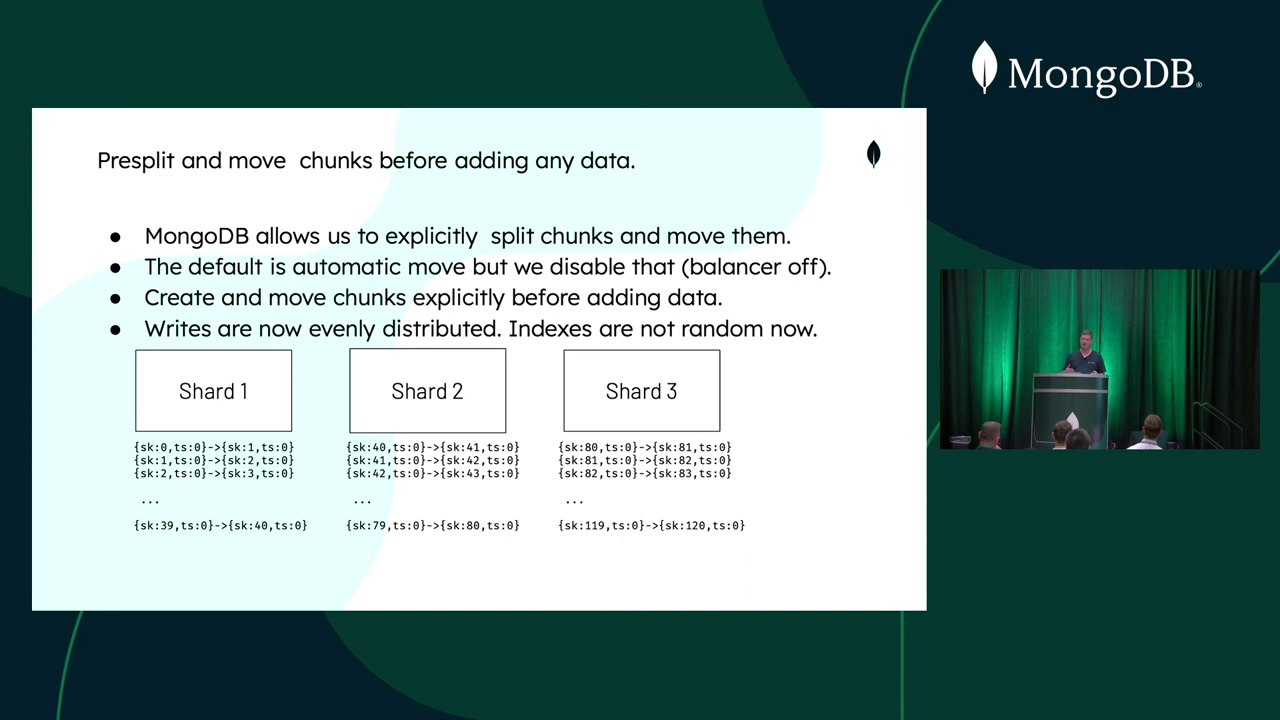 MongoDB®
Presplit and move  chunks before adding any data.
● MongoDB allows us to explicitly  split chunks and move them.
● The default is automatic move but we disable that (balancer off).
● Create and move chunks explicitly before adding data.
● Writes are now evenly distributed. Indexes are not random now.
Shard 1
{sk:0,ts:0}->{sk:1,ts:0}
{sk:1,ts:0}->{sk:2,ts:0}
{sk:2,ts:0}->{sk:3,ts:0}
...
{sk:39,ts:0}->{sk:40,ts:0}
Shard 2
{sk:40,ts:0}->{sk:41,ts:0}
{sk:41,ts:0}->{sk:42,ts:0}
{sk:42,ts:0}->{sk:43,ts:0}
...
{sk:79,ts:0}->{sk:80,ts:0}
Shard 3
{sk:80,ts:0}->{sk:81,ts:0}
{sk:81,ts:0}->{sk:82,ts:0}
{sk:82,ts:0}->{sk:83,ts:0}
...
{sk:119,ts:0}->{sk:120,ts:0}